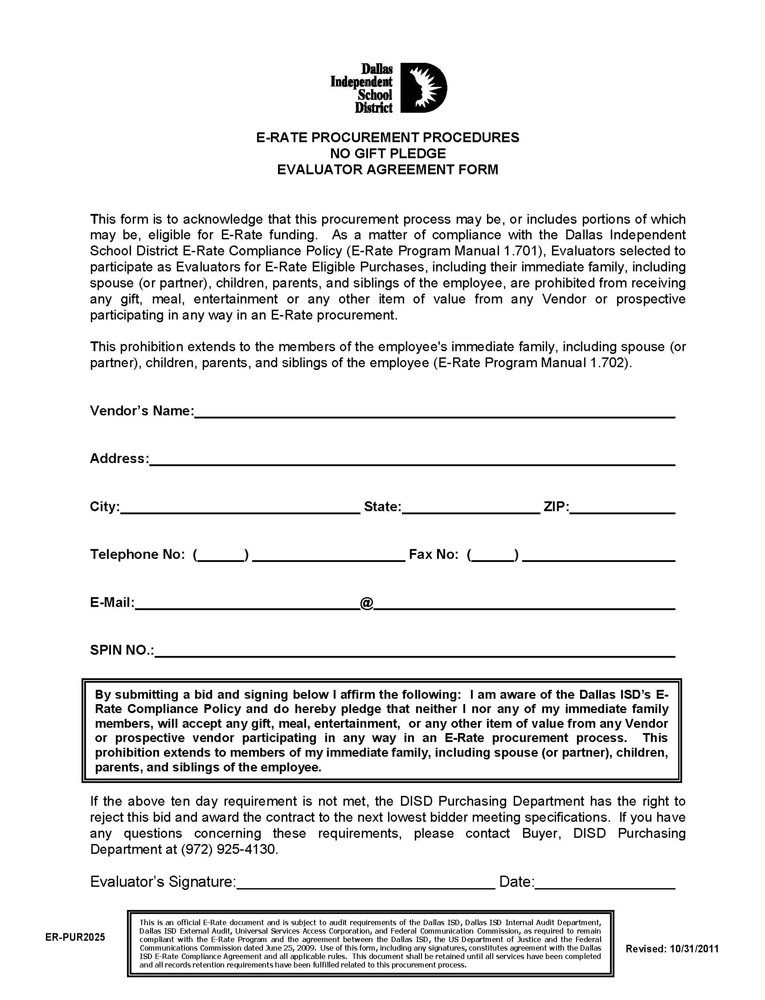 Dallas
Independent
School
District
E-RATE PROCUREMENT PROCEDURES
NO GIFT PLEDGE
EVALUATOR AGREEMENT FORM
This form is to acknowledge that this procurement process may be, or includes portions of which
may be, eligible for E-Rate funding. As a matter of compliance with the Dallas Independent
School District E-Rate Compliance Policy (E-Rate Program Manual 1.701), Evaluators selected to
participate as Evaluators for E-Rate Eligible Purchases, including their immediate family, including
spouse (or partner), children, parents, and siblings of the employee, are prohibited from receiving
any gift, meal, entertainment or any other item of value from any Vendor or prospective
participating in any way in an E-Rate procurement.
This prohibition extends to the members of the employee's immediate family, including spouse (or
partner), children, parents, and siblings of the employee (E-Rate Program Manual 1.702).
Vendor’s Name:
Address:
City: State: ZIP:
Telephone No: ( ) Fax No: ( )
E-Mail: @
SPIN NO.:
By submitting a bid and signing below I affirm the following: I am aware of the Dallas ISD’s E-
Rate Compliance Policy and do hereby pledge that neither I nor any of my immediate family
members, will accept any gift, meal, entertainment, or any other item of value from any Vendor
or prospective vendor participating in any way in an E-Rate procurement process. This
prohibition extends to members of my immediate family, including spouse (or partner), children,
parents, and siblings of the employee.
If the above ten day requirement is not met, the DISD Purchasing Department has the right to
reject this bid and award the contract to the next lowest bidder meeting specifications. If you have
any questions concerning these requirements, please contact Buyer, DISD Purchasing
Department at (972) 925-4130.
Evaluator’s Signature: Date:
This is an official E-Rate document and is subject to audit requirements of the Dallas ISD, Dallas ISD Internal Audit Department,
Dallas ISD External Audit, Universal Services Access Corporation, and Federal Communication Commission, as required to remain
compliant with the E-Rate Program and the agreement between the Dallas ISD, the US Department of Justice and the Federal
Communications Commission dated June 25, 2009. Use of this form, including any signatures, constitutes agreement with the Dallas
ISD E-Rate Compliance Agreement and all applicable rules. This document shall be retained until all services have been completed
and all records retention requirements have been fulfilled related to this procurement process.
ER-PUR2025
Revised: 10/31/2011